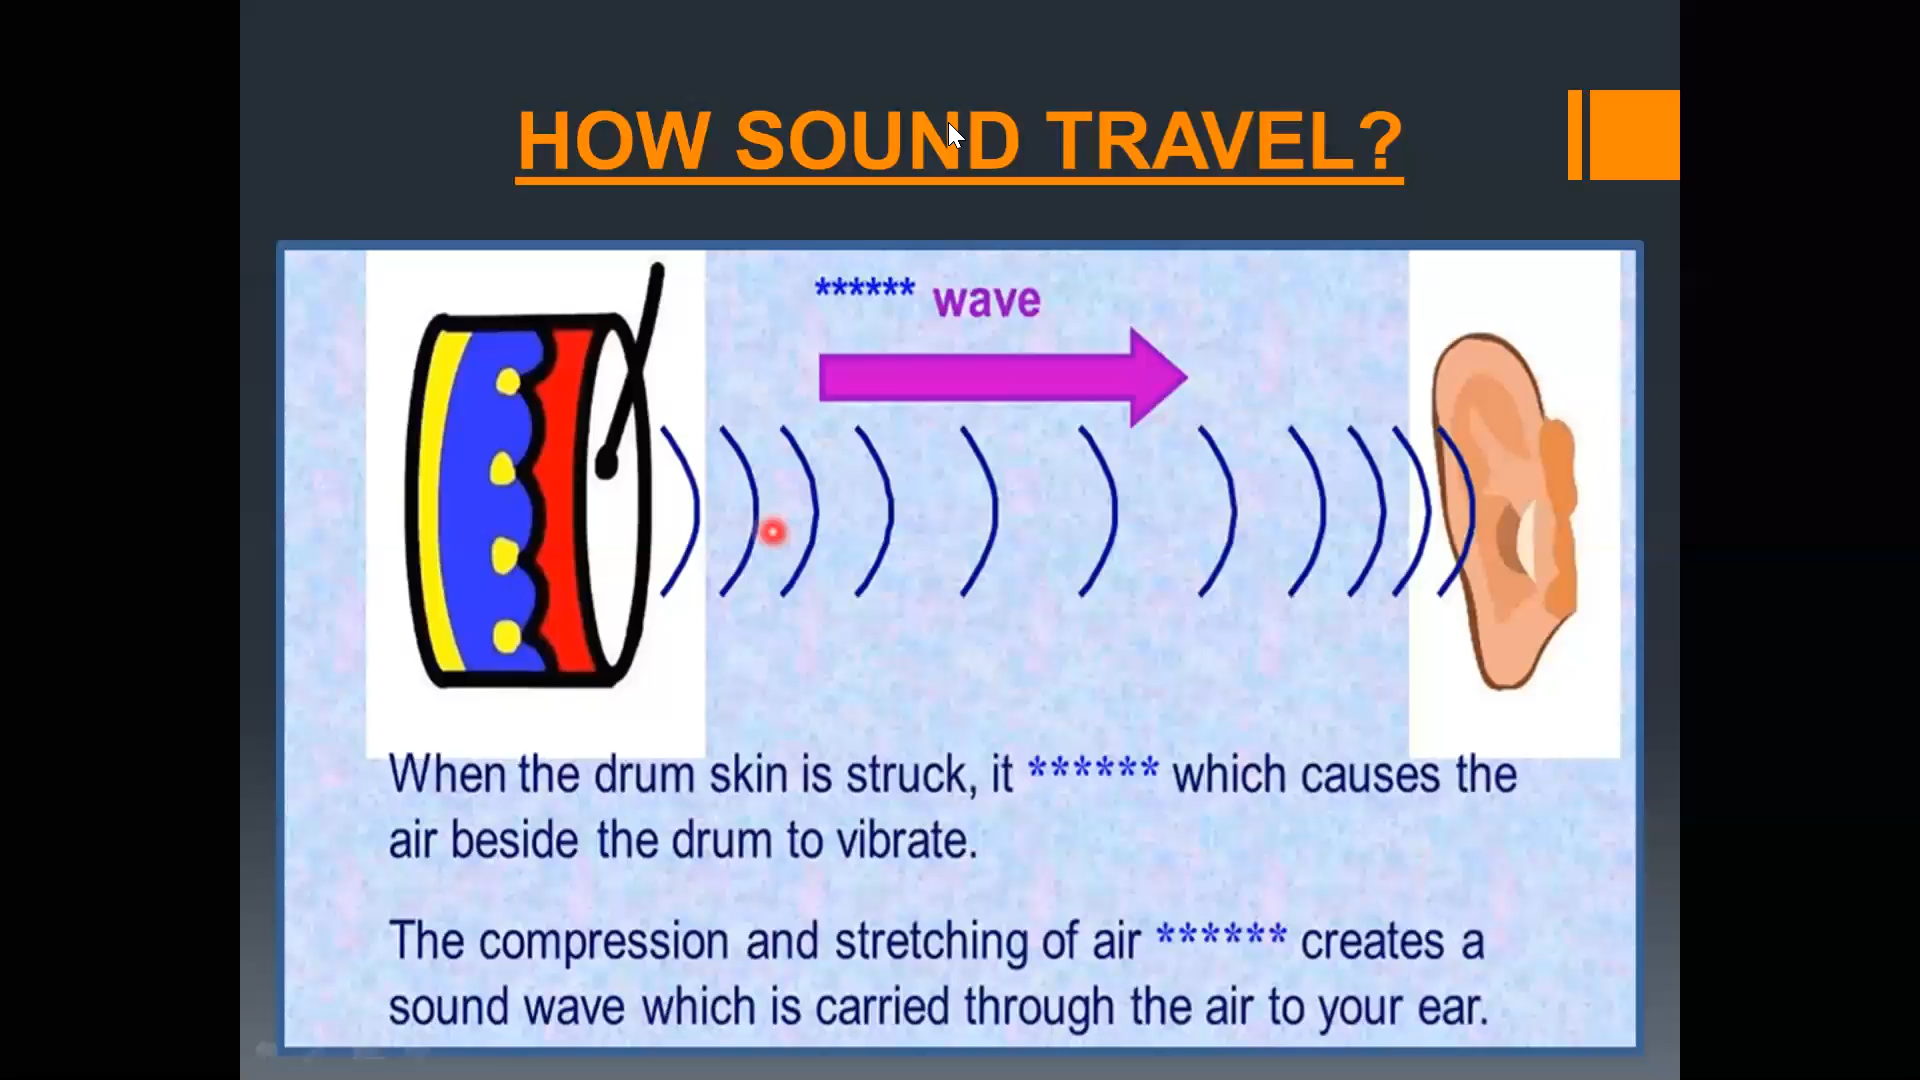 HOW SOUND TRAVEL?
****** wave
When the drum skin is struck, it ****** which causes the
air beside the drum to vibrate.
The compression and stretching of air ****** creates a
sound wave which is carried through the air to your ear.